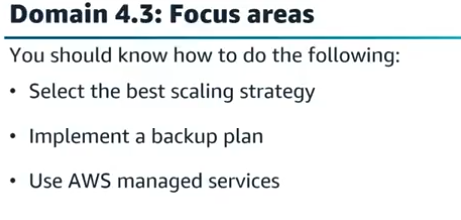 Domain 4.3: Focus areas
You should know how to do the following:
• Select the best scaling strategy
• Implement a backup plan
• Use AWS managed services